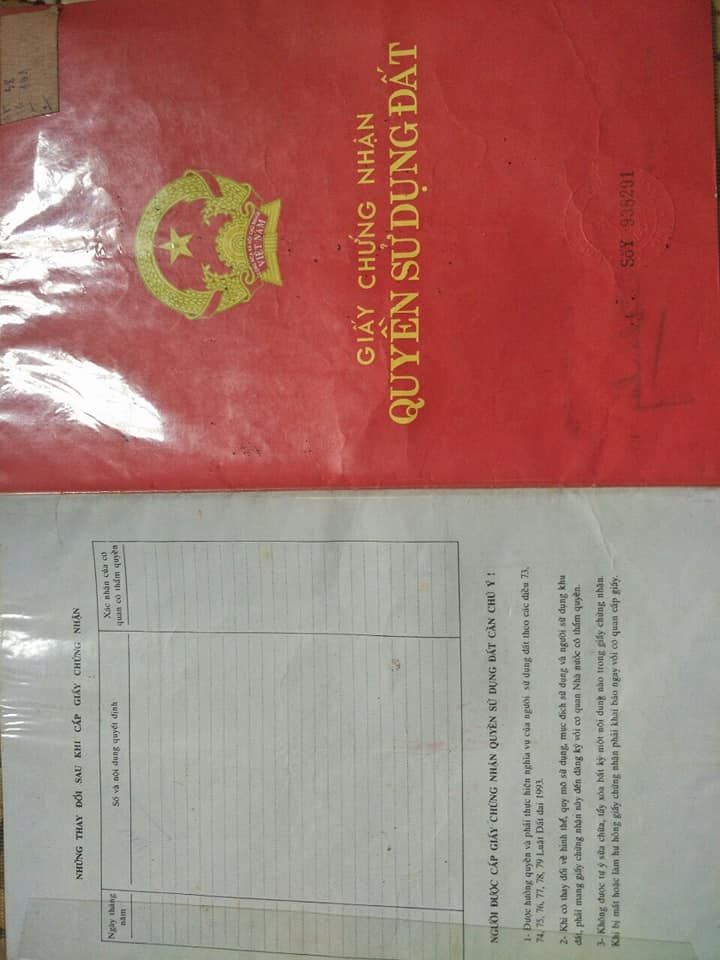 CỘNG HÒA XÃ HỘI CHỦ NGHĨA
VIỆT NAM
GIẤY CHỨNG NHẬN
QUYỀN SỬ DỤNG ĐẤT
Số Y 938291
NHỮNG THAY ĐỔI SAU KHI CẤP GIẤY CHỨNG NHẬN
Ngày tháng năm
Số và nội dung quyết định
Xác nhận của cơ quan có thẩm quyền
NGƯỜI ĐƯỢC CẤP GIẤY CHỨNG NHẬN QUYỀN SỬ DỤNG ĐẤT CẦN CHÚ Ý !
1- Được hưởng quyền và phải thực hiện nghĩa vụ của người sử dụng đất theo các điều 73,
74, 75, 76, 77, 78, 79 Luật Đất đai 1993.
2- Khi có thay đổi về hình thể, quy mô sử dụng, mục đích sử dụng và người sử dụng khu
đất, phải mang giấy chứng nhận này đến đăng ký với cơ quan Nhà nước có thẩm quyền.
3- Không được tự ý sửa chữa, tẩy xóa bất kỳ một nội dung nào trong giấy chứng nhận.
Khi bị mất hoặc làm hư hỏng giấy chứng nhận phải khai báo ngay với cơ quan cấp giấy.